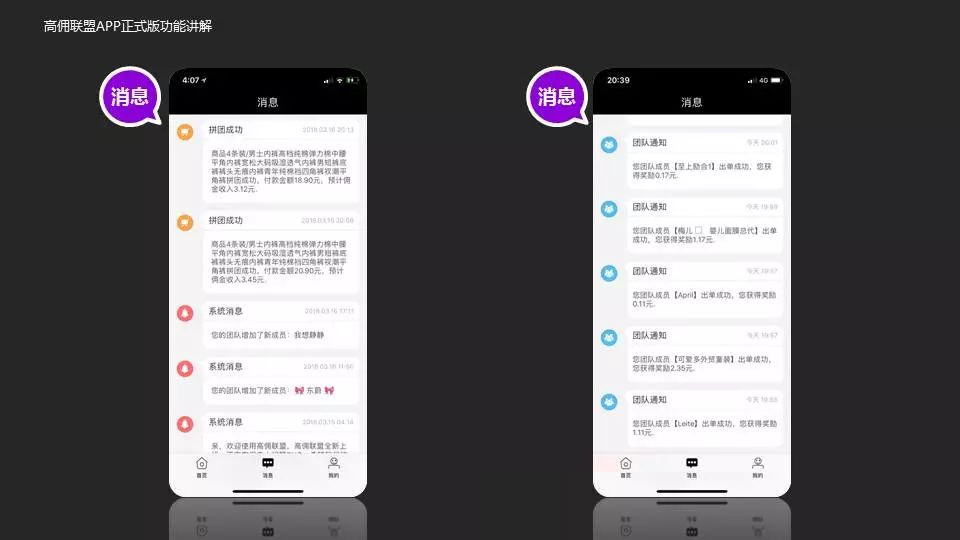 高佣联盟APP正式版功能讲解
消息
4:07
消息
拼团成功 2018.03.16 20:13
商品4条装/男士内裤高档纯棉弹力棉中腰
平角内裤宽松大码吸湿透气内裤男短裤底
裤裤头无痕内裤青年纯棉裆四角裤衩潮平
角裤拼团成功，付款金额18.90元，预计佣
金收入3.12元.
拼团成功
商品4条装/男士内裤高档纯棉弹力棉中腰
平角内裤宽松大码吸湿透气内裤男短裤底
裤裤头无痕内裤青年纯棉裆四角裤衩潮平
角裤拼团成功，付款金额20.90元，预计
佣金收入3.45元.
系统消息 2018.03.16 17:11
您的团队增加了新成员：我想静静
系统消息 2018.03.16 11:50
您的团队增加了新成员：🎀 东蔚 🎀
系统消息 2018.03.15 04:14
亲，欢迎使用高佣联盟，高佣联盟全新上
首页 消息 我的
消息
20:39 4G
消息
团队通知 今天 20:01
您团队成员【至上励合1】出单成功，您获
得奖励0.17元.
团队通知 今天 19:59
您团队成员【梅儿 婴儿面膜总代】出单
成功，您获得奖励1.17元.
团队通知 今天 19:57
您团队成员【April】出单成功，您获得奖励
0.11元.
团队通知 今天 19:57
您团队成员【可爱多外贸童装】出单成功，
您获得奖励2.35元.
团队通知 今天 19:55
您团队成员【Leite】出单成功，您获得奖励
1.11元.
首页 消息 我的